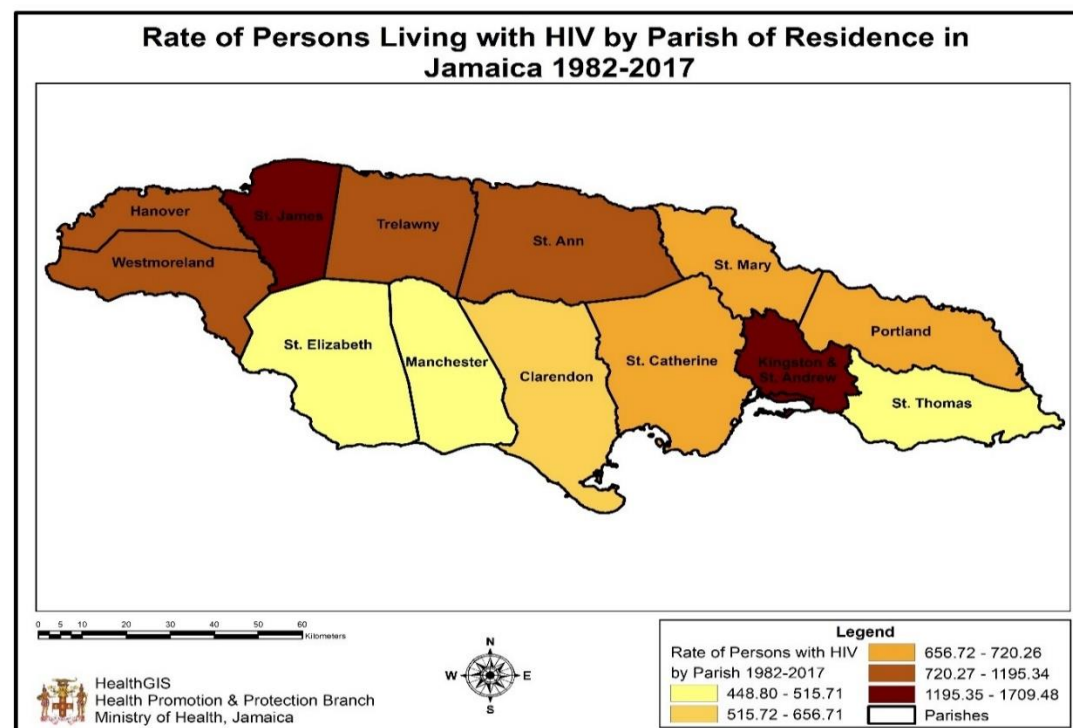 Rate of Persons Living with HIV by Parish of Residence in
Jamaica 1982-2017
Hanover
St. James
Trelawny
St. Ann
Westmoreland
St. Mary
Portland
St. Elizabeth
Manchester
Clarendon
St. Catherine
Kingston &
St. Andrew
St. Thomas
0 5 10 20 30 40 50 60
Kilometers
N
W E
S
HealthGIS
Health Promotion & Protection Branch
Ministry of Health, Jamaica
Legend
Rate of Persons with HIV
by Parish 1982-2017
448.80 - 515.71
515.72 - 656.71
656.72 - 720.26
720.27 - 1195.34
1195.35 - 1709.48
Parishes